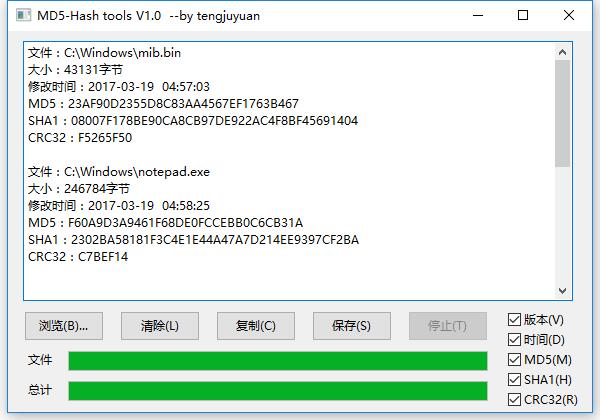 MD5-Hash tools V1.0 --by tengjuyuan
文件：C:\Windows\mib.bin
大小：43131字节
修改时间：2017-03-19 04:57:03
MD5：23AF90D2355D8C83AA4567EF1763B467
SHA1：08007F178BE90CA8CB97DE922AC4F8BF45691404
CRC32：F5265F50
文件：C:\Windows\notepad.exe
大小：246784字节
修改时间：2017-03-19 04:58:25
MD5：F60A9D3A9461F68DE0FCCEBB0C6CB31A
SHA1：2302BA58181F3C4E1E44A47A7D214EE9397CF2BA
CRC32：C7BEF14
浏览(B)... 清除(L) 复制(C) 保存(S) 停止(T)
版本(V)
时间(D)
文件
MD5(M)
SHA1(H)
总计
CRC32(R)